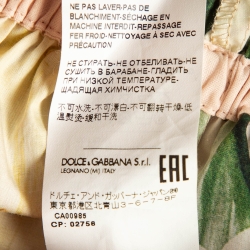 NE PAS LAVER-PAS DE
BLANCHIMENT-SÉCHAGE EN
MACHINE INTERDIT-REPASSER
FER FROID-NETTOYAGE À SEC AVEC
PRÉCAUTION
НЕ СТИРАТЬ-НЕ ОТБЕЛИВАТЬ-НЕ
СУШИТЬ В БАРАБАНЕ-ГЛАДИТЬ
ПРИ НИЗКОЙ ТЕМПЕРАТУРЕ-
ЩАДЯЩАЯ ХИМЧИСТКА
不可水洗-不可漂白-不可翻转干燥-低
温熨烫-缓和干洗
DOLCE & GABBANA S.r.l.
LEGNANO (MI) ITALY
EAC
ドルチェ・アンド・ガッバーナ・ジャパン㈱
東京都港区北青山3-6-7-8F
CA00985
CP: 02756